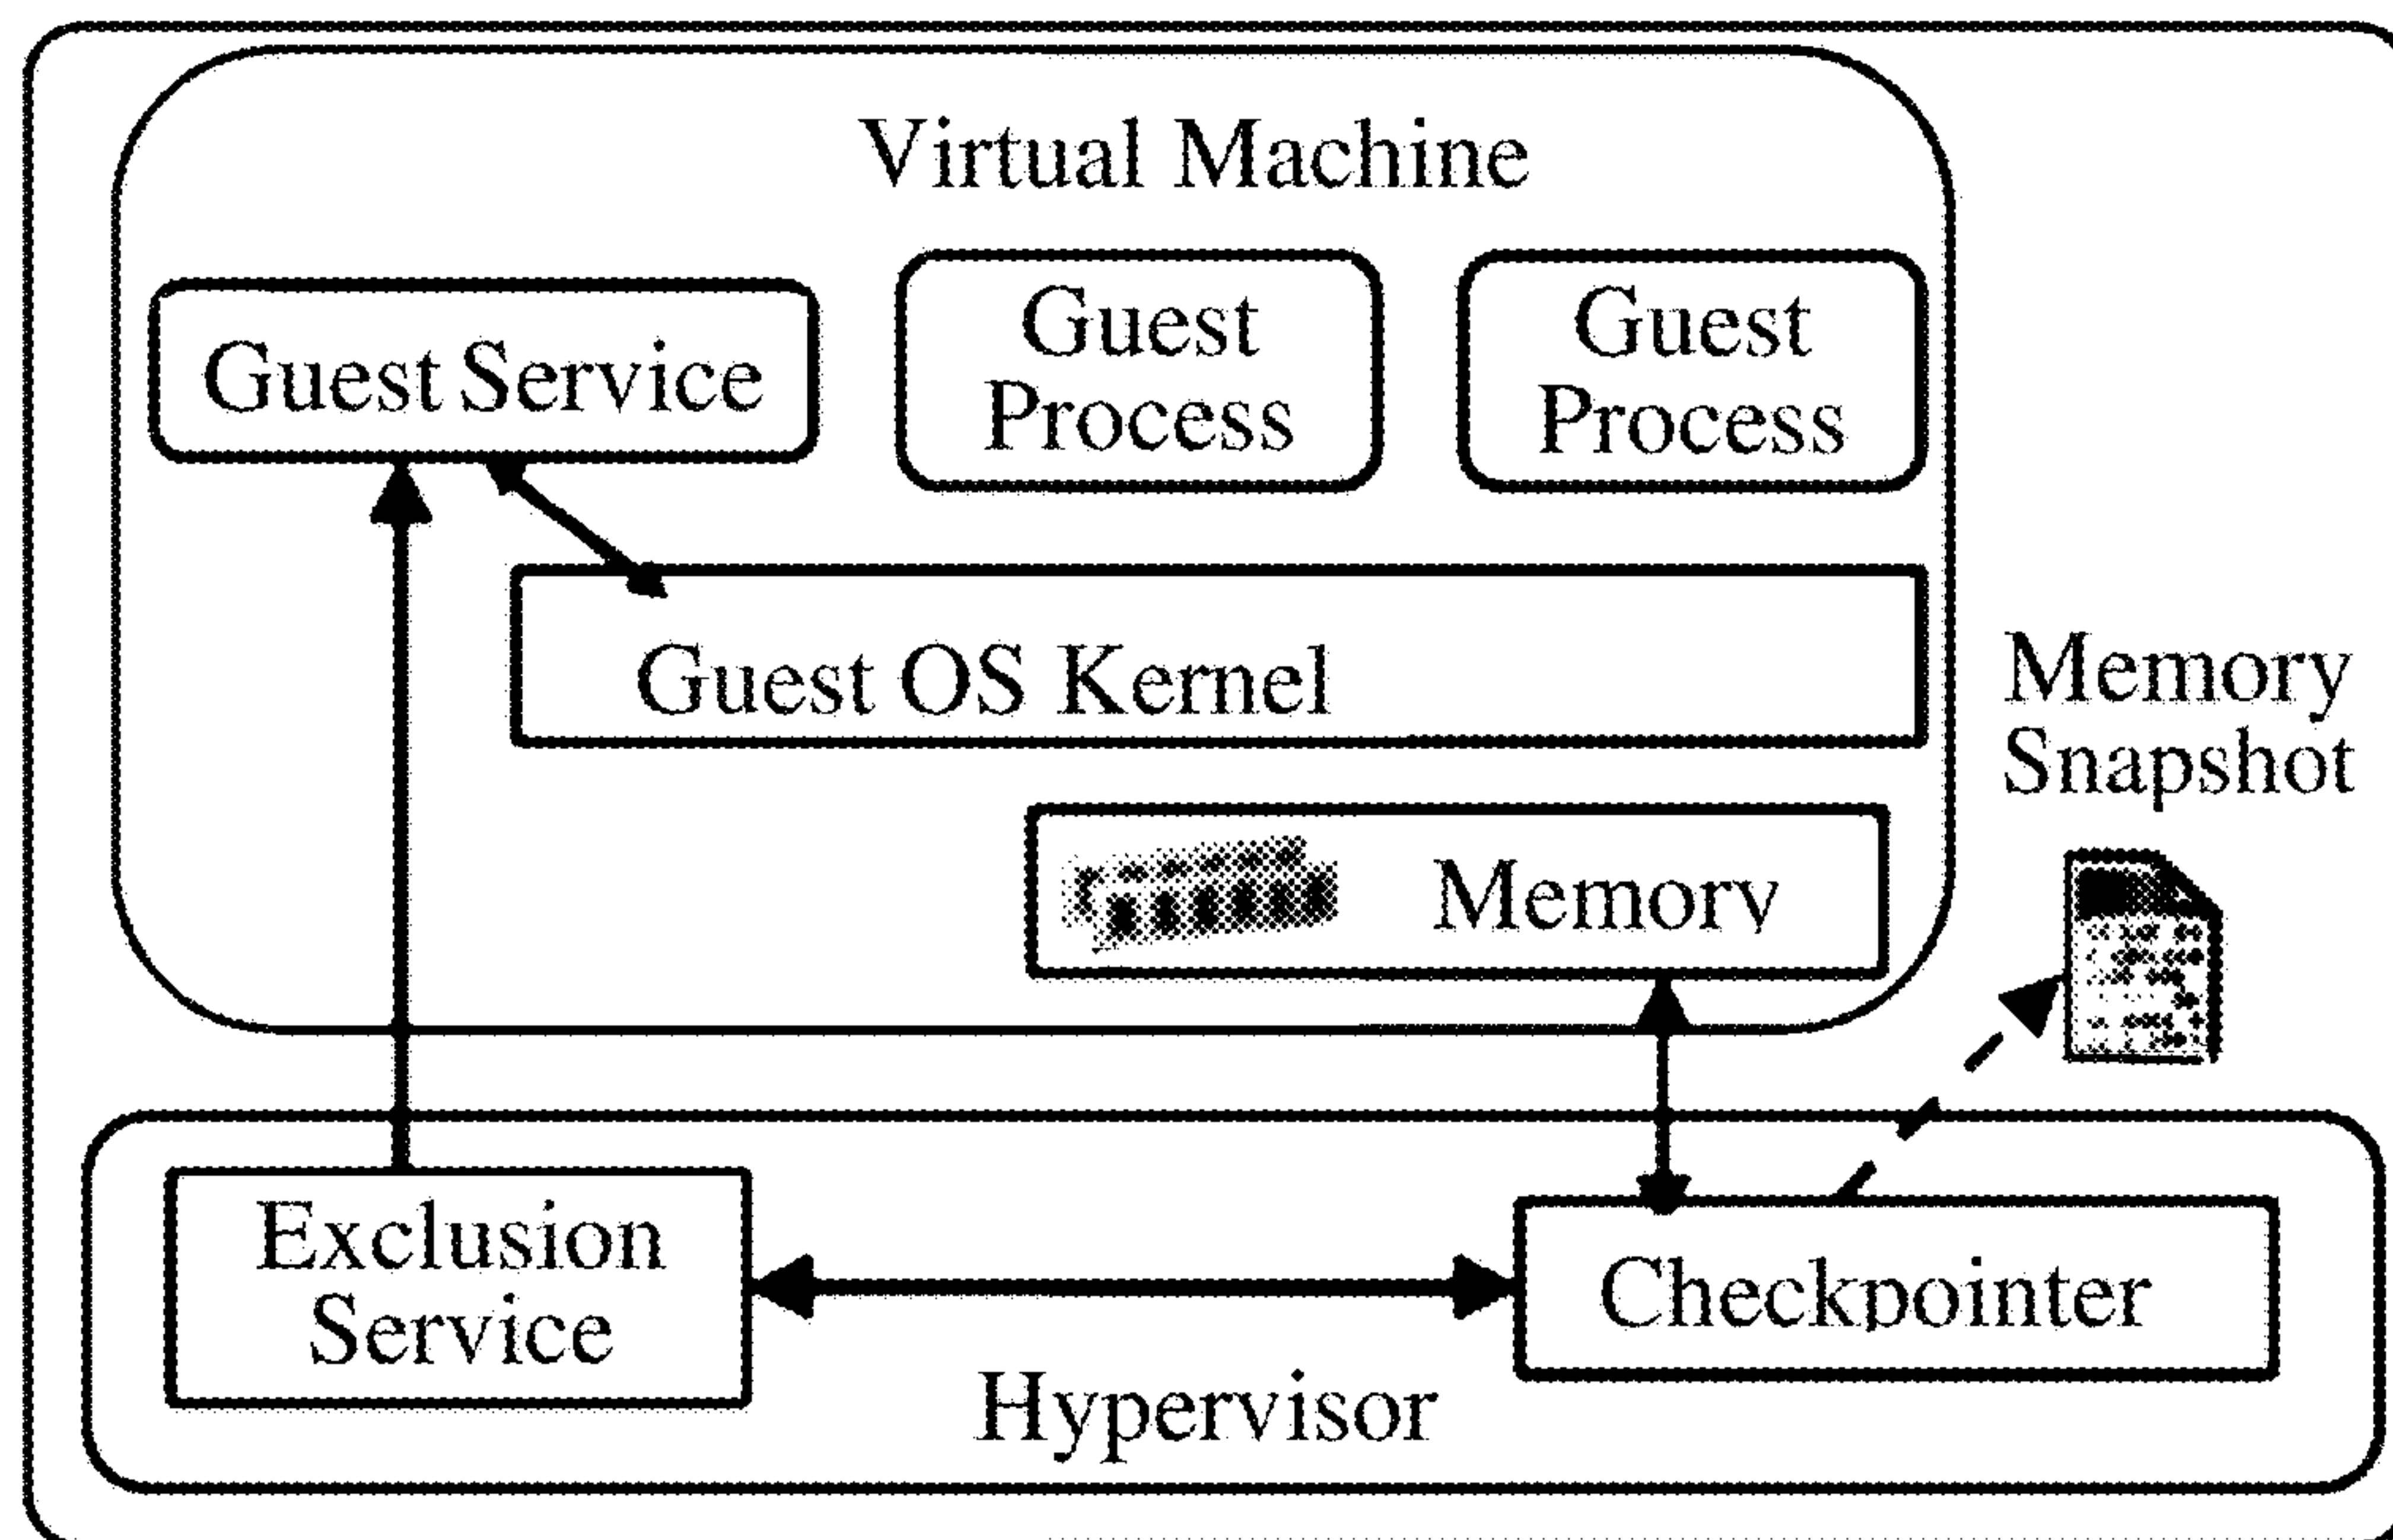 Virtual Machine
Guest Service
Guest
Process
Guest
Process
Guest OS Kernel
Memory
Snapshot
Memory
Exclusion
Service
Checkpointer
Hypervisor